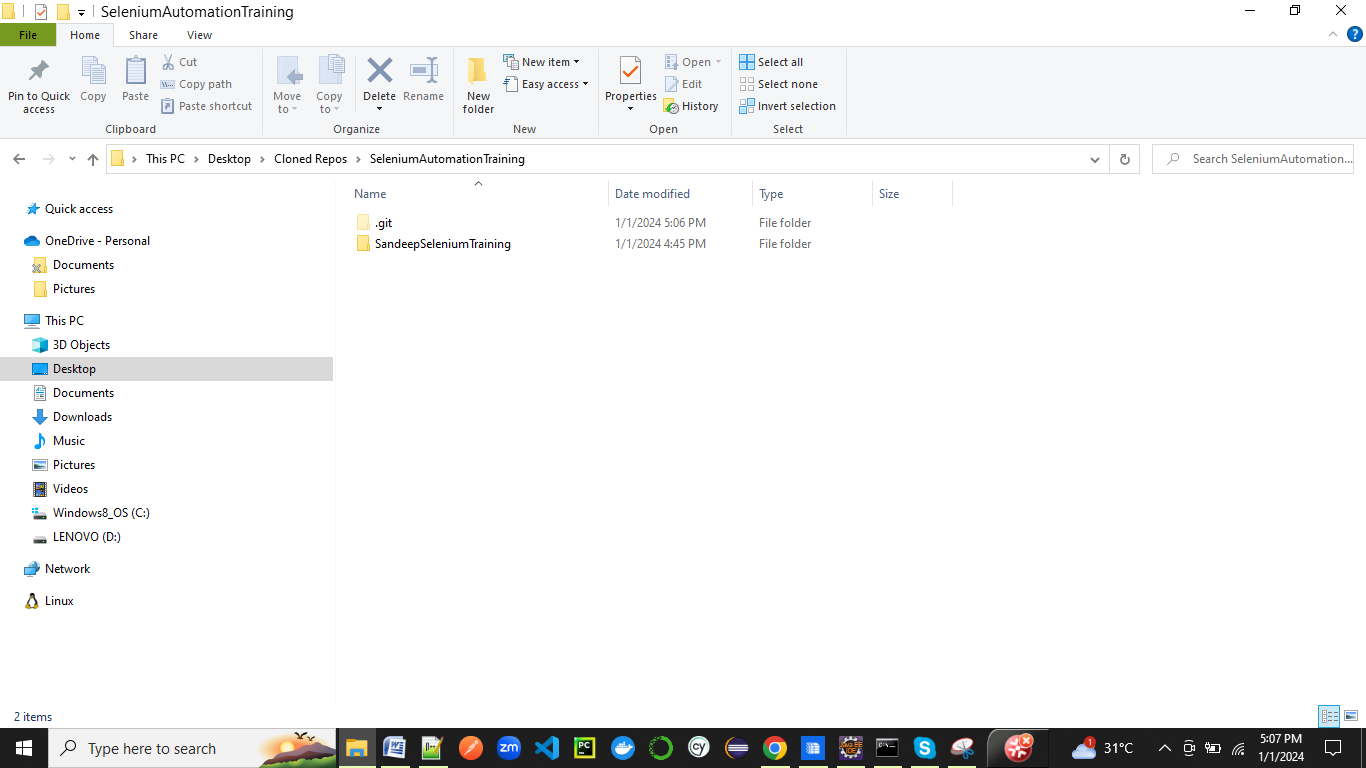 SeleniumAutomationTraining
File Home Share View
Pin to Quick access
Copy
Paste
Cut
Copy path
Paste shortcut
Clipboard
Move to
Copy to
Delete
Rename
Organize
New folder
New item
Easy access
New
Properties
Open
Edit
History
Open
Select all
Select none
Invert selection
Select
This PC > Desktop > Cloned Repos > SeleniumAutomationTraining
Search SeleniumAutomation...
Name Date modified Type Size
.git 1/1/2024 5:06 PM File folder
SandeepSeleniumTraining 1/1/2024 4:45 PM File folder
Quick access
OneDrive - Personal
Documents
Pictures
This PC
3D Objects
Desktop
Documents
Downloads
Music
Pictures
Videos
Windows8_OS (C:)
LENOVO (D:)
Network
Linux
2 items
Type here to search
zm
PC
cy
1
31°C
5:07 PM
1/1/2024